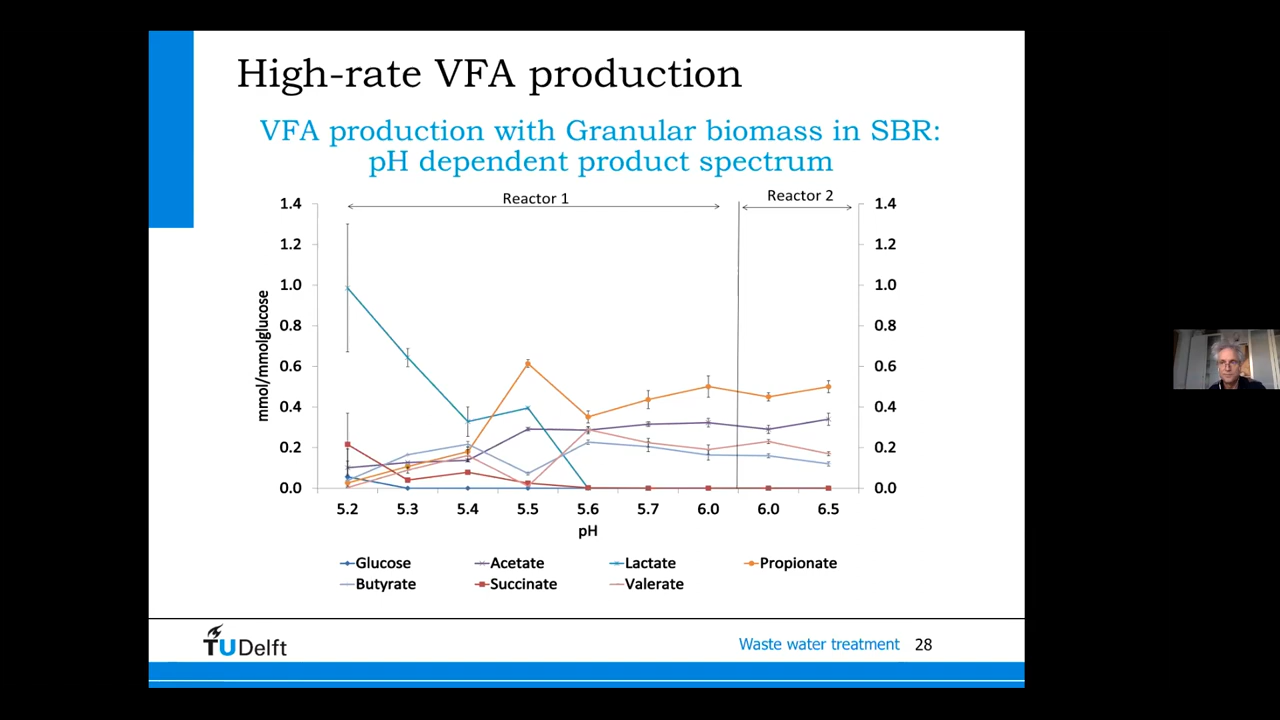 High-rate VFA production
VFA production with Granular biomass in SBR:
pH dependent product spectrum
Reactor 1
Reactor 2
1.4
1.2
1.0
0.8
0.6
0.4
0.2
0.0
mmol/mmolglucose
1.4
1.2
1.0
0.8
0.6
0.4
0.2
0.0
5.2 5.3 5.4 5.5 5.6 5.7 6.0 6.0 6.5
pH
Glucose Acetate Lactate Propionate
Butyrate Succinate Valerate
TUDelft
Waste water treatment 28